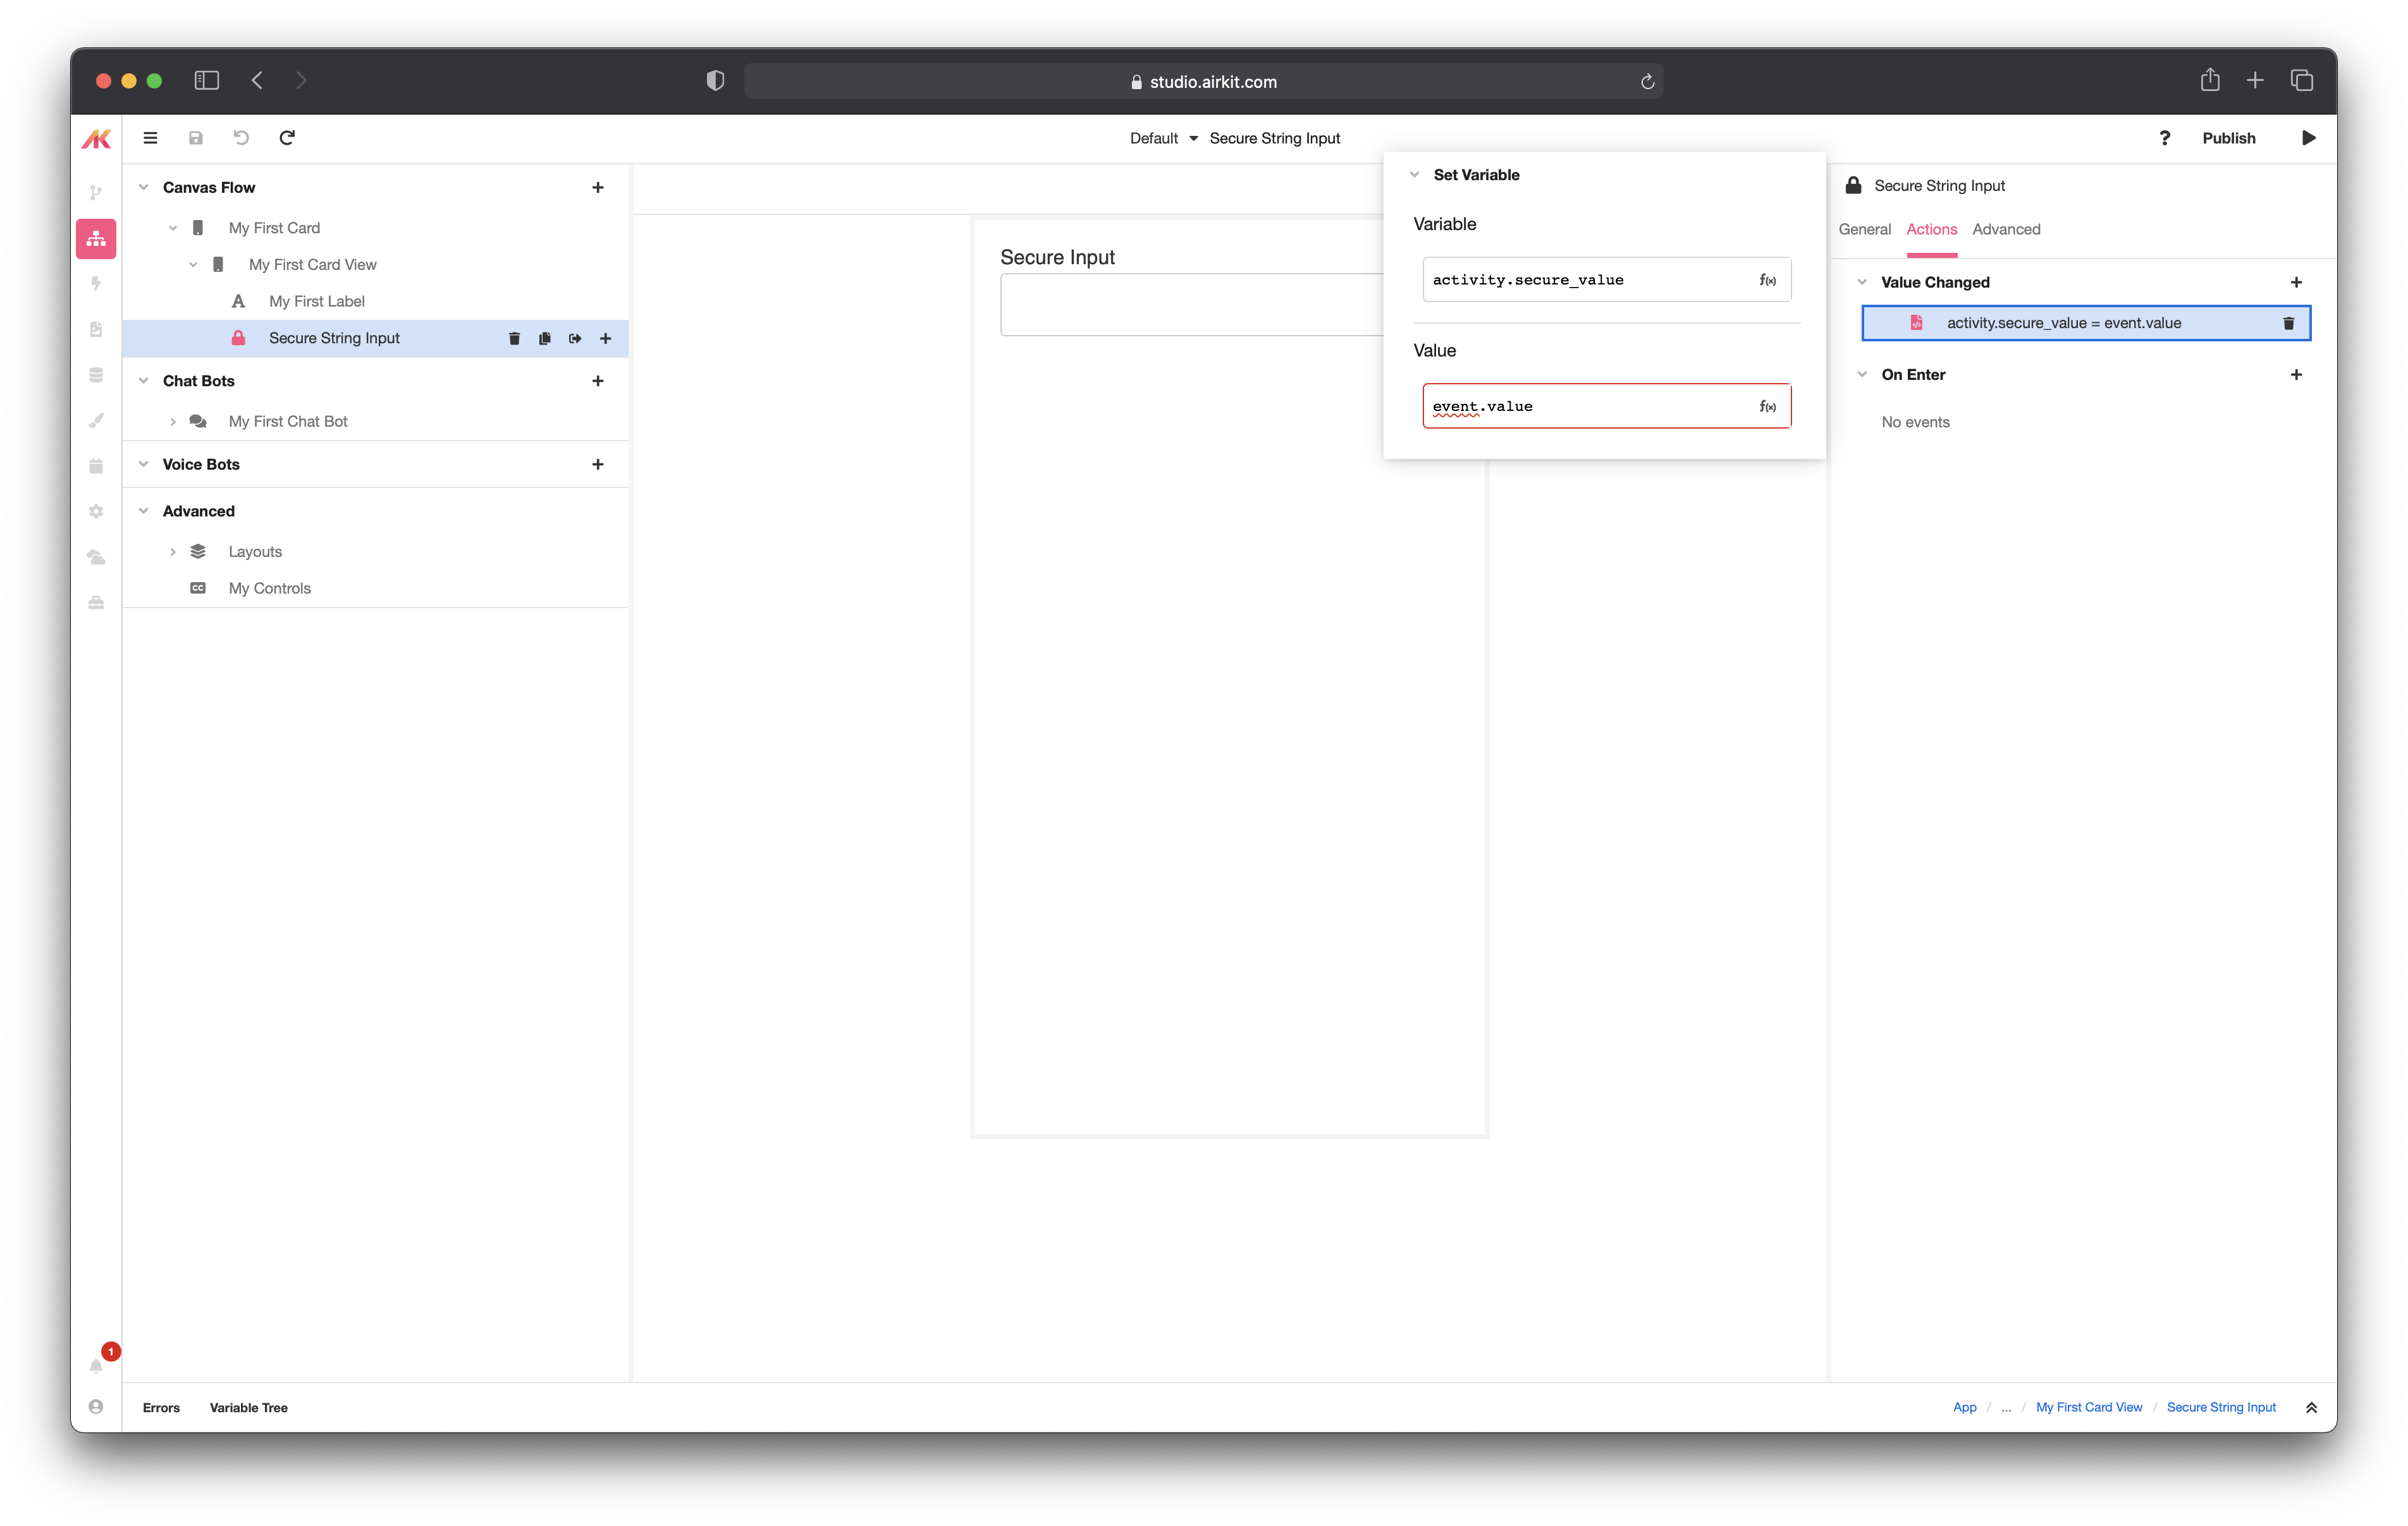 studio.airkit.com
Default
Secure String Input
?
Publish
Canvas Flow
My First Card
My First Card View
A
My First Label
Secure String Input
Chat Bots
My First Chat Bot
Voice Bots
Advanced
Layouts
CC
My Controls
Secure Input
Set Variable
Variable
activity.secure_value
f(x)
Value
event.value
f(x)
Secure String Input
General Actions Advanced
Value Changed
activity.secure_value = event.value
On Enter
No events
1
Errors Variable Tree
App / ... / My First Card View / Secure String Input